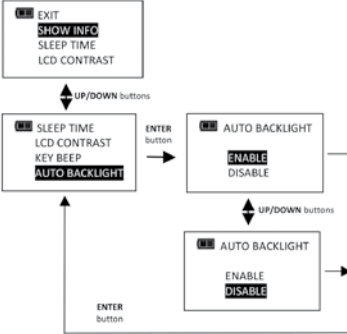 EXIT
SHOW INFO
SLEEP TIME
LCD CONTRAST
UP/DOWN buttons
SLEEP TIME
LCD CONTRAST
KEY BEEP
AUTO BACKLIGHT
ENTER
button
AUTO BACKLIGHT
ENABLE
DISABLE
UP/DOWN buttons
AUTO BACKLIGHT
ENABLE
DISABLE
ENTER
button